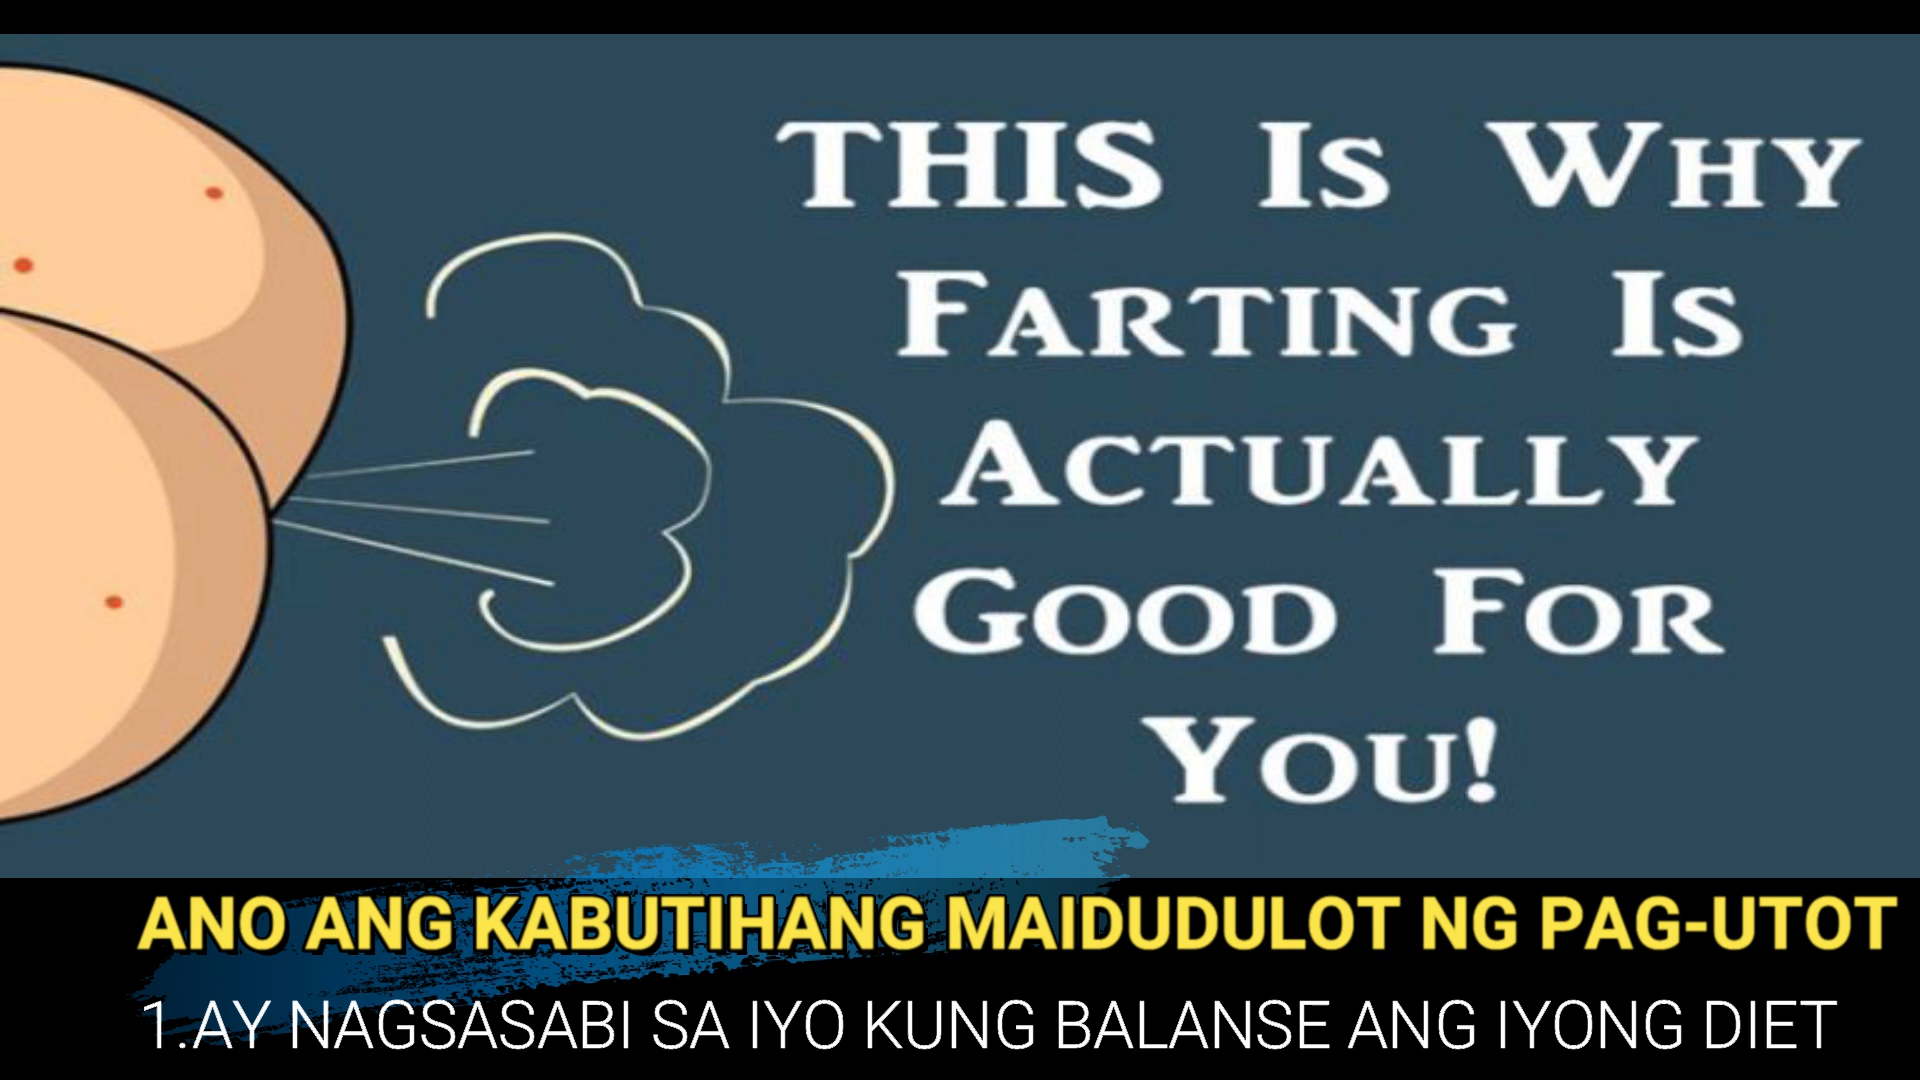 THIS IS WHY
FARTING IS
ACTUALLY
GOOD FOR
YOU!
ANO ANG KABUTIHANG MAIDUDULOT NG PAG-UTOT
1.AY NAGSASABI SA IYO KUNG BALANSE ANG IYONG DIET